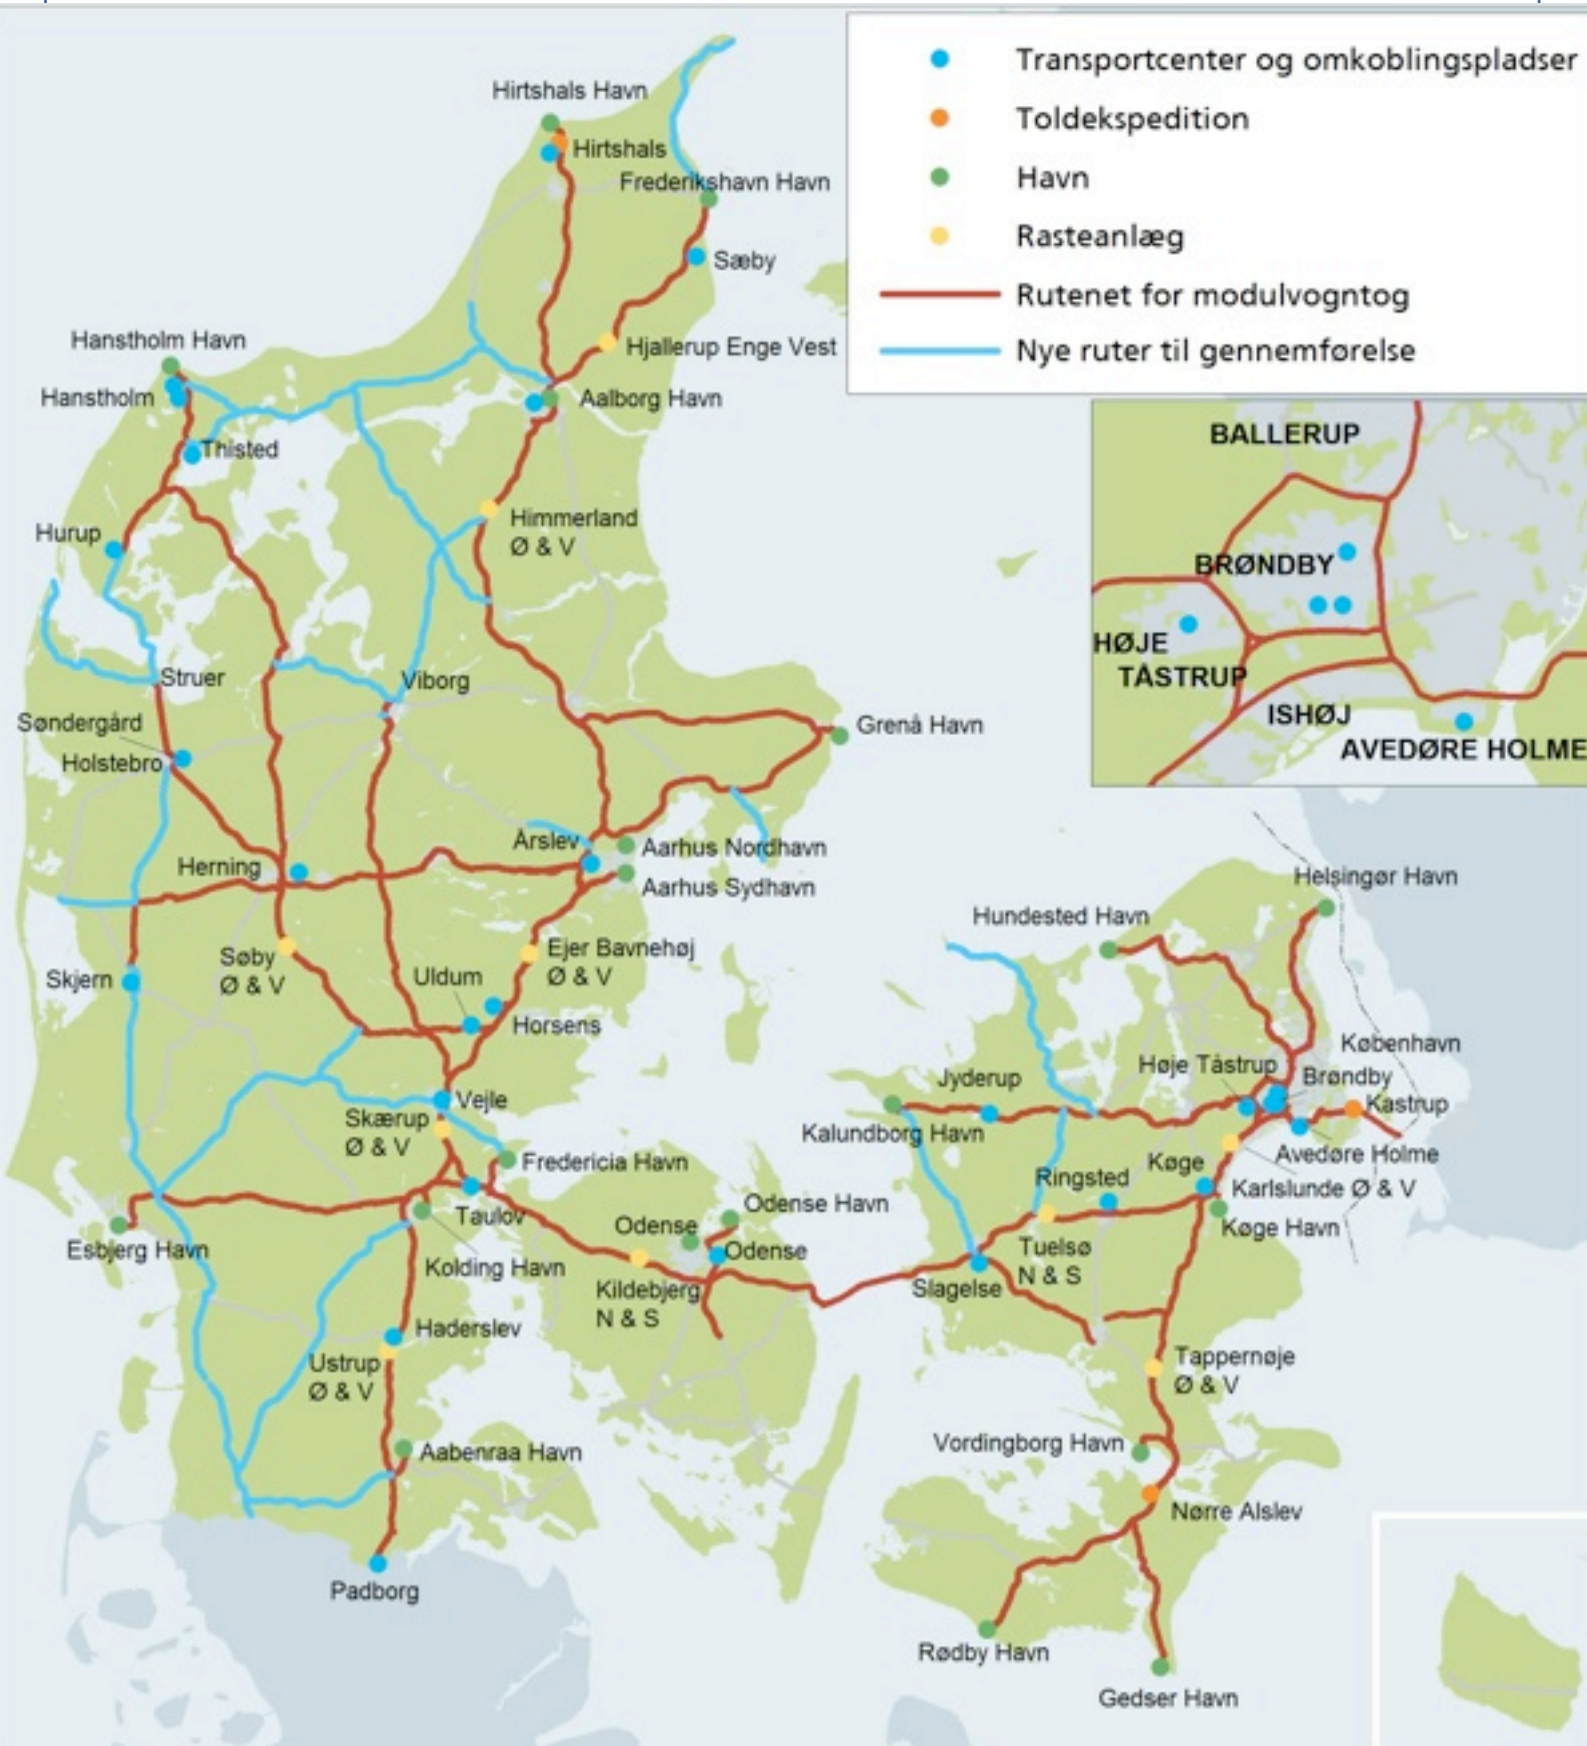 Transportcenter og omkoblingspladser
Toldekspedition
Havn
Rasteanlæg
Rutenet for modulvogntog
Nye ruter til gennemførelse
Hirtshals Havn
Hirtshals
Frederikshavn Havn
Sæby
Hjallerup Enge Vest
Hanstholm Havn
Hanstholm
Aalborg Havn
Thisted
Hurup
Himmerland
Ø & V
Struer
Viborg
Søndergård
Holstebro
Grenå Havn
Årslev
Aarhus Nordhavn
Aarhus Sydhavn
Herning
Søby
Ø & V
Ejer Bavnehøj
Ø & V
Skjern
Uldum
Horsens
Vejle
Skærup
Ø & V
Fredericia Havn
Taulov
Esbjerg Havn
Kolding Havn
Odense Havn
Odense
Odense
Kildebjerg
N & S
Haderslev
Ustrup
Ø & V
Aabenraa Havn
Padborg
BALLERUP
BRØNDBY
HØJE
TÅSTRUP
ISHØJ
AVEDØRE HOLME
Helsingør Havn
Hundested Havn
København
Høje Tåstrup
Brøndby
Kastrup
Jyderup
Kalundborg Havn
Avedøre Holme
Køge
Ringsted
Karlslunde Ø & V
Køge Havn
Tuelsø
N & S
Slagelse
Tappernøje
Ø & V
Vordingborg Havn
Nørre Alslev
Rødby Havn
Gedser Havn